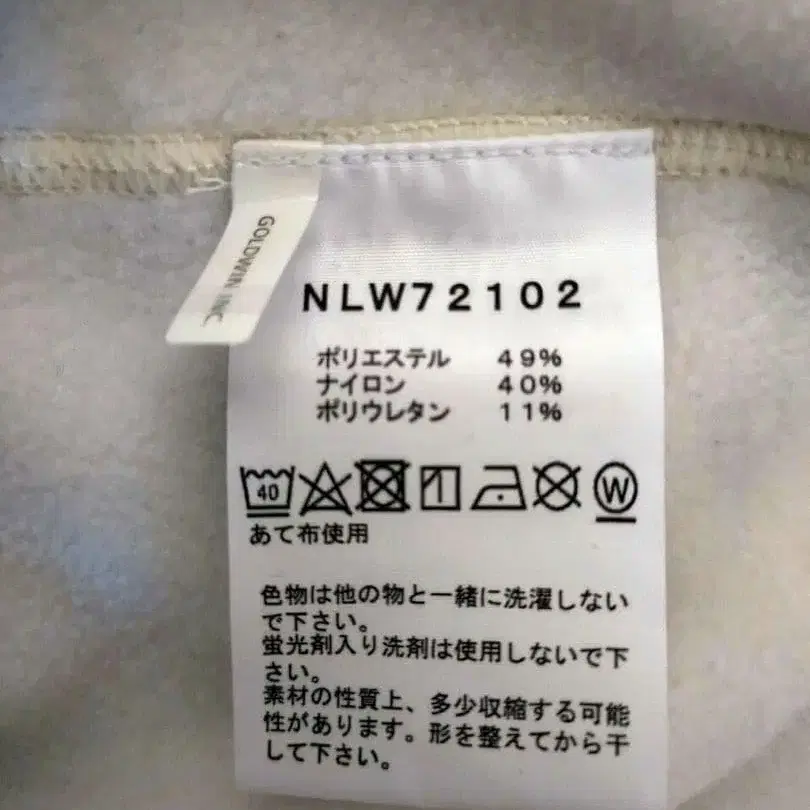 GOLDWIN INC.
NLW72102
ポリエステル 49%
ナイロン 40%
ポリウレタン 11%
40
W
あて布使用
色物は他の物と一緒に洗濯しない
で下さい。
蛍光剤入り洗剤は使用しないで下
さい。
素材の性質上、多少収縮する可能
性があります。形を整えてから干
して下さい。